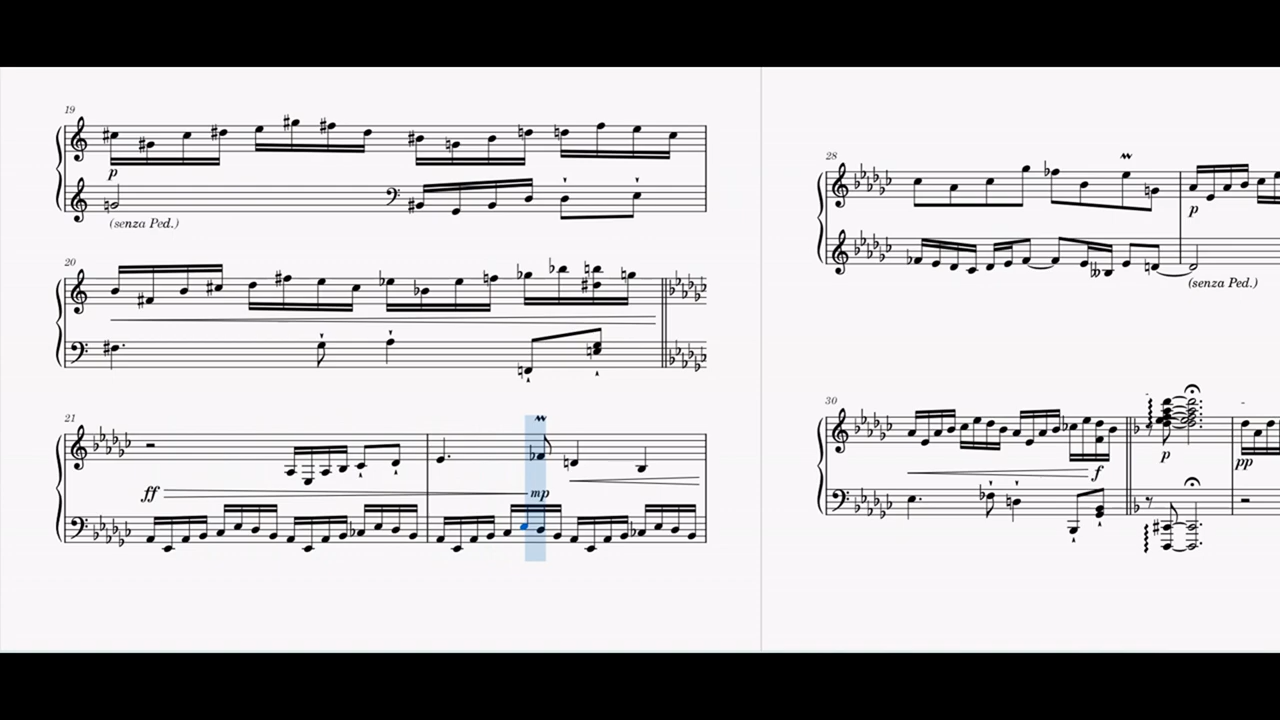 19
p
(senza Ped.)
20
21
ff
mp
28
p
(senza Ped.)
30
f
p
pp